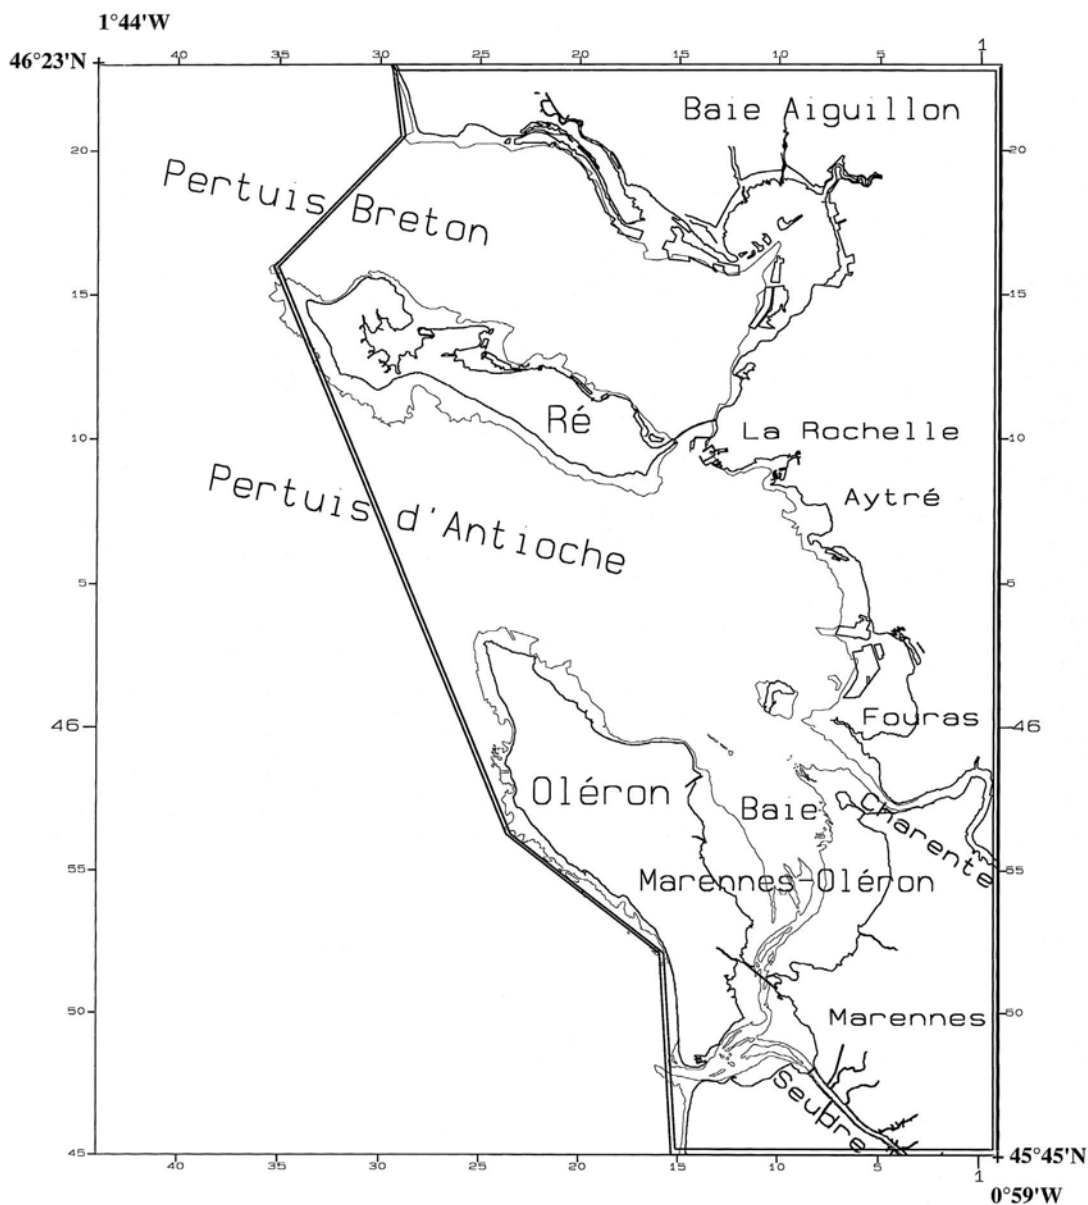 1°44'W
46°23'N
40 35 30 25 20 15 10 5 1
Baie Aiguillon
20 20
Pertuis Breton
15 15
Ré
La Rochelle
10 10
Pertuis d'Antioche
Aytré
5 5
Fouras
46 46
Oléron
Baie
Charente
55 55
Marennes-Oléron
50 50
Marennes
Seudre
45
45°45'N
40 35 30 25 20 15 10 5 1
0°59'W